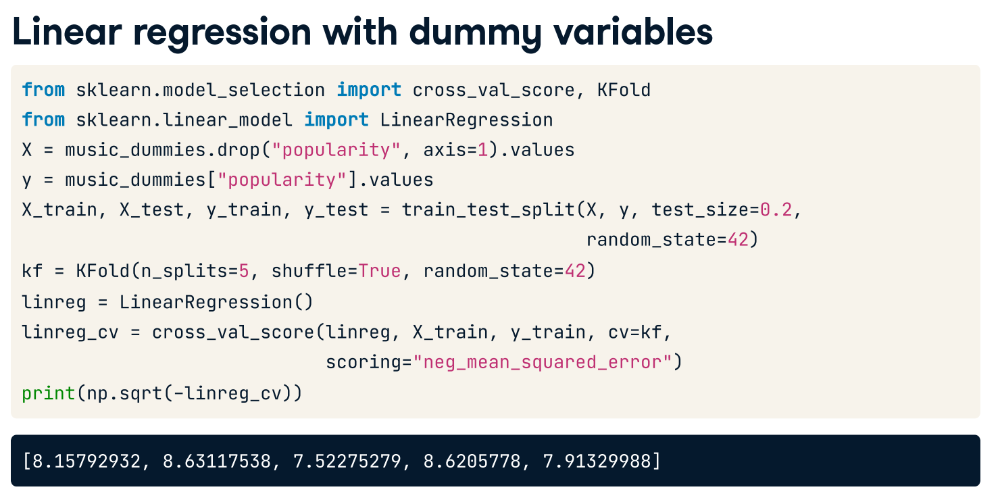 Linear regression with dummy variables
from sklearn.model_selection import cross_val_score, KFold
from sklearn.linear_model import LinearRegression
X = music_dummies.drop("popularity", axis=1).values
y = music_dummies["popularity"].values
X_train, X_test, y_train, y_test = train_test_split(X, y, test_size=0.2,
random_state=42)
kf = KFold(n_splits=5, shuffle=True, random_state=42)
linreg = LinearRegression()
linreg_cv = cross_val_score(linreg, X_train, y_train, cv=kf,
scoring="neg_mean_squared_error")
print(np.sqrt(-linreg_cv))
[8.15792932, 8.63117538, 7.52275279, 8.6205778, 7.91329988]